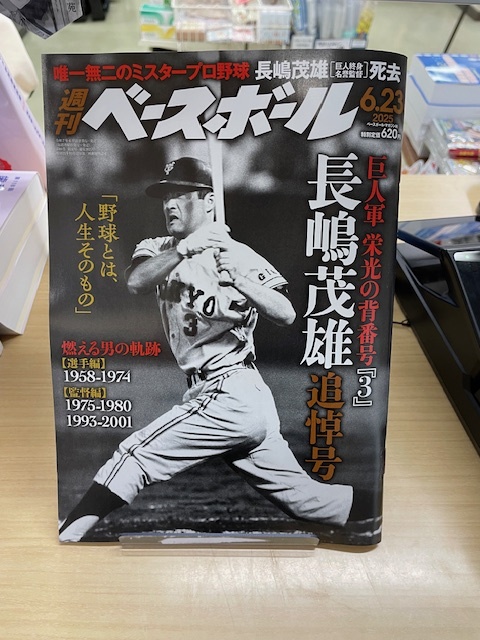 唯一無二のミスタープロ野球 長嶋茂雄[巨人終身名誉監督]死去
週刊ベースボール
6.23
2025
特別定価620円
巨人軍 栄光の背番号『3』
長嶋茂雄 追悼号
「野球とは、
人生そのもの」
燃える男の軌跡
【選手編】
1958-1974
【監督編】
1975-1980
1993-2001
3